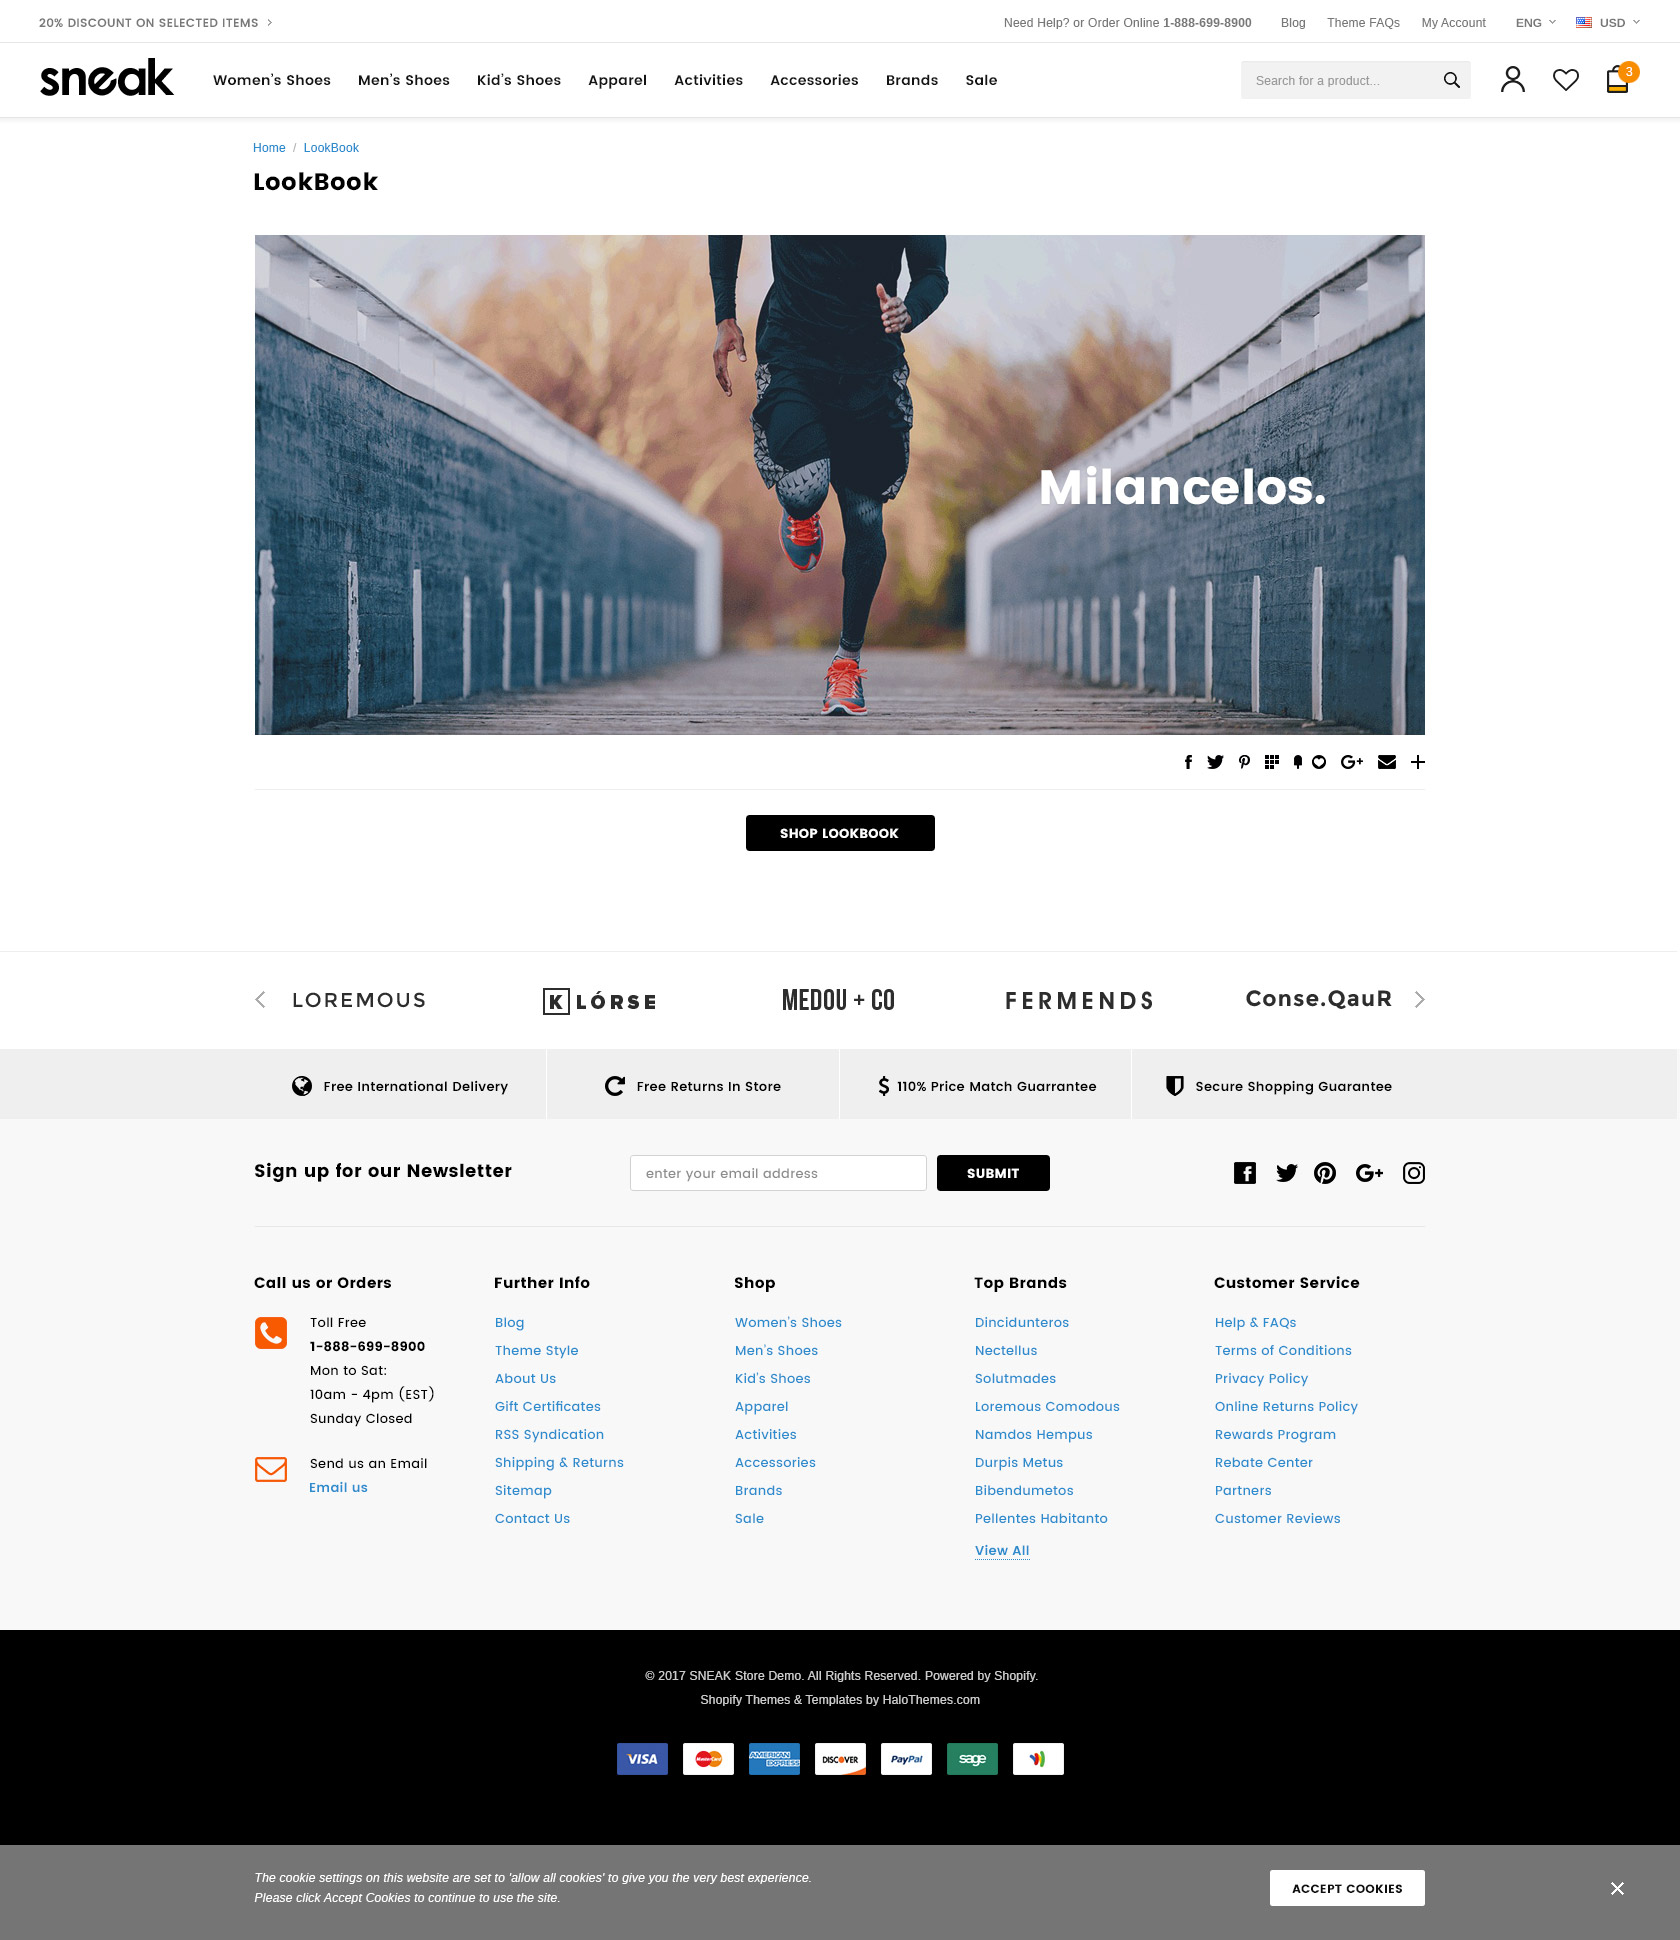 20% DISCOUNT ON SELECTED ITEMS
Need Help? or Order Online 1-888-699-8900 Blog Theme FAQs My Account ENG USD
sneak
Women's Shoes Men's Shoes Kid's Shoes Apparel Activities Accessories Brands Sale
Search for a product...
3
Home / LookBook
LookBook
Milancelos.
SHOP LOOKBOOK
LOREMOUS K LÓRSE MEDOU + CO FERMENDS Conse.QauR
Free International Delivery Free Returns In Store $ 110% Price Match Guarrantee Secure Shopping Guarantee
Sign up for our Newsletter
enter your email address
SUBMIT
Call us or Orders
Toll Free
1-888-699-8900
Mon to Sat:
10am - 4pm (EST)
Sunday Closed
Send us an Email
Email us
Further Info
Blog
Theme Style
About Us
Gift Certificates
RSS Syndication
Shipping & Returns
Sitemap
Contact Us
Shop
Women's Shoes
Men's Shoes
Kid's Shoes
Apparel
Activities
Accessories
Brands
Sale
Top Brands
Dincidunteros
Nectellus
Solutmades
Loremous Comodous
Namdos Hempus
Durpis Metus
Bibendumetos
Pellentes Habitanto
View All
Customer Service
Help & FAQs
Terms of Conditions
Privacy Policy
Online Returns Policy
Rewards Program
Rebate Center
Partners
Customer Reviews
© 2017 SNEAK Store Demo. All Rights Reserved. Powered by Shopify.
Shopify Themes & Templates by HaloThemes.com
VISA MasterCard AMERICAN EXPRESS DISCOVER PayPal sage
The cookie settings on this website are set to 'allow all cookies' to give you the very best experience.
Please click Accept Cookies to continue to use the site.
ACCEPT COOKIES